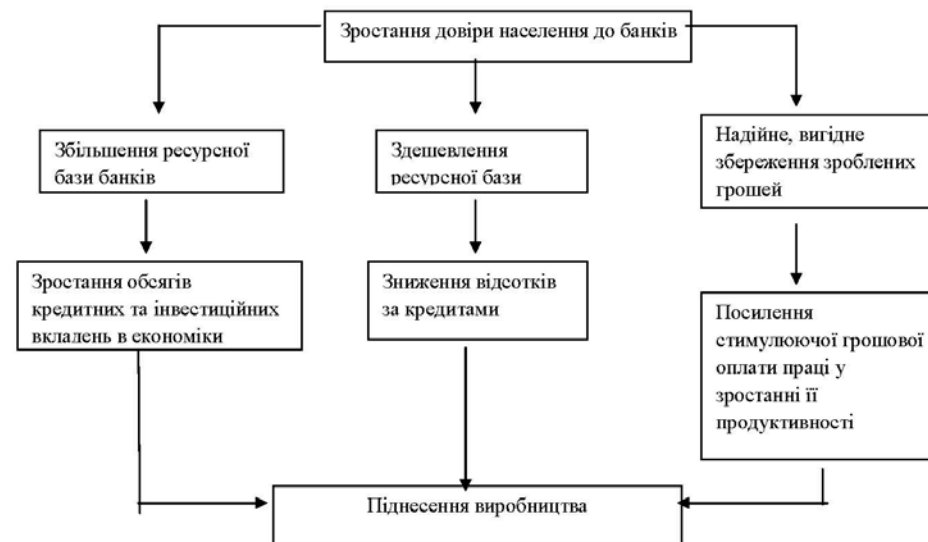 Зростання довіри населення до банків
Збільшення ресурсної
бази банків
Здешевлення
ресурсної бази
Надійне, вигідне
збереження зроблених
грошей
Зростання обсягів
кредитних та інвестиційних
вкладень в економіки
Зниження відсотків
за кредитами
Посилення
стимулюючої грошової
оплати праці у
зростанні її
продуктивності
Піднесення виробництва